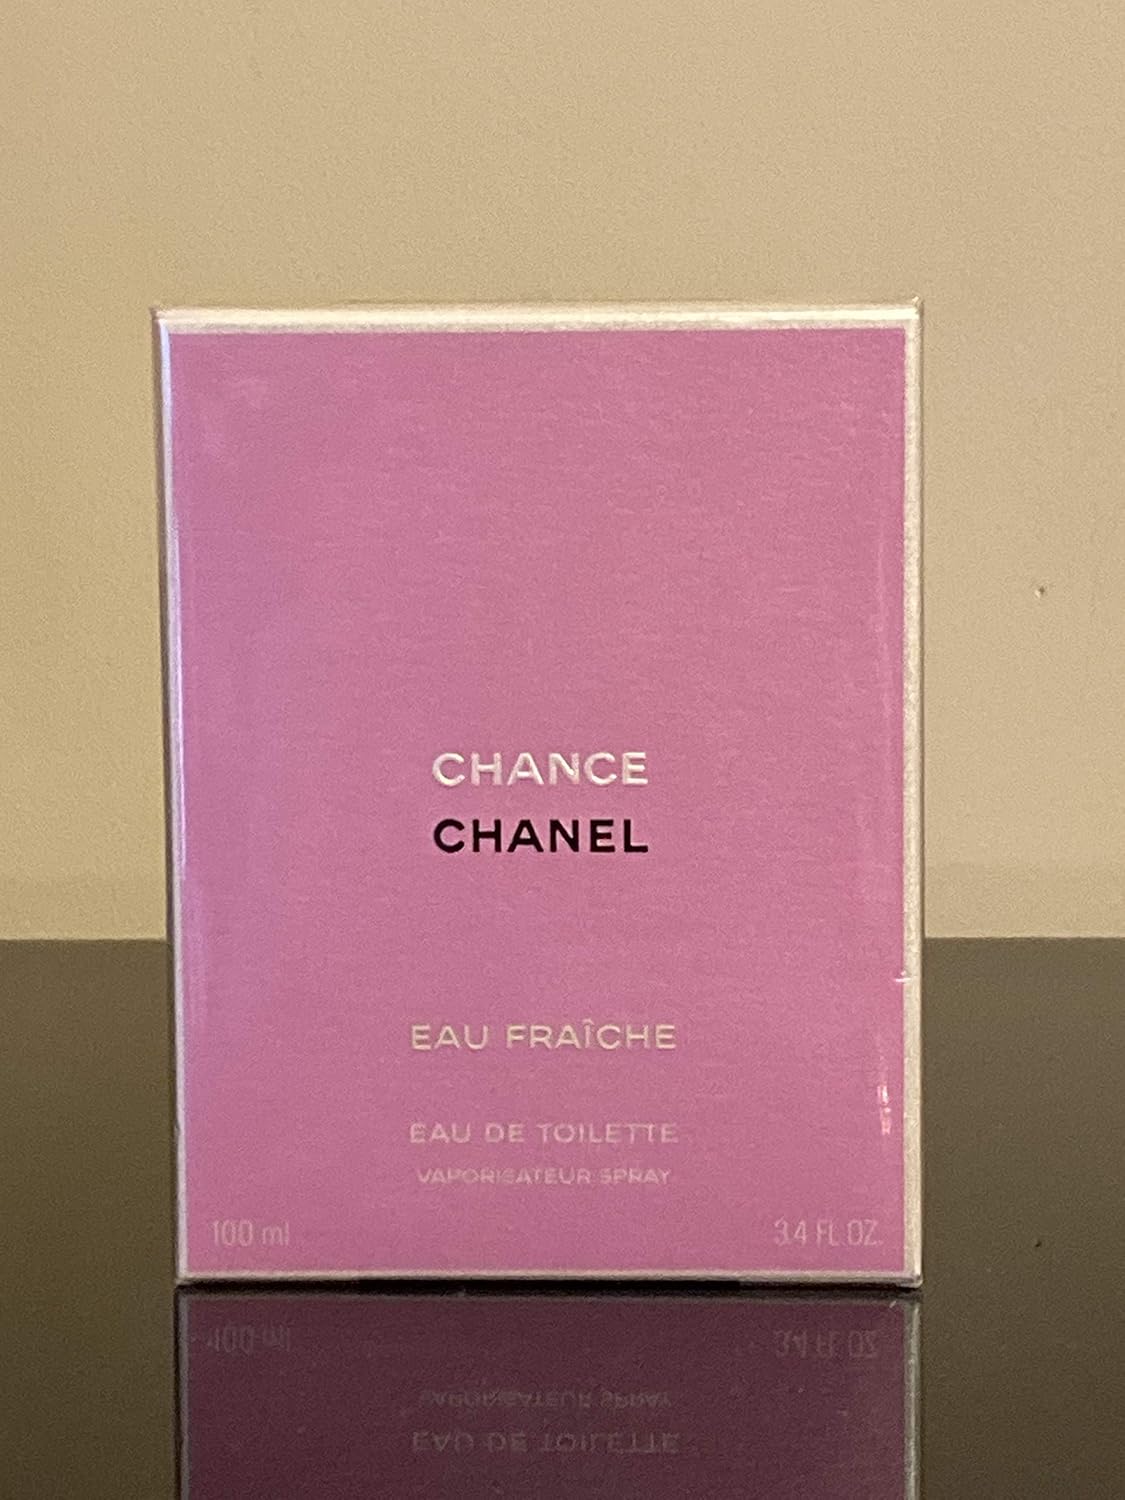 CHANCE
CHANEL
EAU FRAÎCHE
EAU DE TOILETTE
VAPORISATEUR SPRAY
100 ml 3.4 FL.OZ.